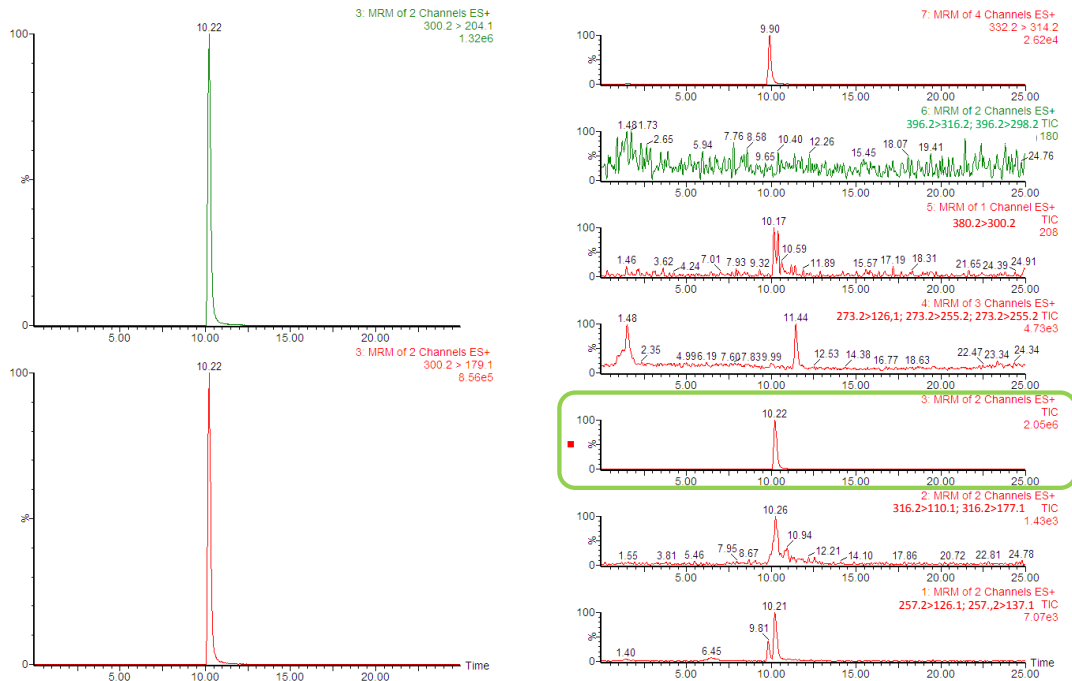 3: MRM of 2 Channels ES+
300.2 > 204.1
1.32e6
10.22
100
%
0
5.00 10.00 15.00 20.00
3: MRM of 2 Channels ES+
300.2 > 179.1
8.56e5
10.22
100
%
0
Time
5.00 10.00 15.00 20.00
7: MRM of 4 Channels ES+
332.2 > 314.2
2.62e4
9.90
100
%
0
5.00 10.00 15.00 20.00 25.00
6: MRM of 2 Channels ES+
396.2>316.2; 396.2>298.2 TIC
180
1.48 1.73 2.65 5.94 7.76 8.58 9.65 10.40 12.26 15.45 18.07 19.41 24.76
100
%
0
5.00 10.00 15.00 20.00 25.00
5: MRM of 1 Channel ES+
380.2>300.2 TIC
208
1.46 3.62 4.24 7.01 7.93 9.32 10.17 10.59 11.89 15.57 17.19 18.31 21.65 24.39 24.91
100
%
0
5.00 10.00 15.00 20.00 25.00
4: MRM of 3 Channels ES+
273.2>126,1; 273.2>255.2; 273.2>255.2 TIC
4.73e3
1.48 2.35 4.99 6.19 7.60 7.83 9.99 11.44 12.53 14.38 16.77 18.63 22.47 23.34 24.34
100
%
0
5.00 10.00 15.00 20.00 25.00
3: MRM of 2 Channels ES+
TIC
2.05e6
10.22
100
%
0
5.00 10.00 15.00 20.00 25.00
2: MRM of 2 Channels ES+
316.2>110.1; 316.2>177.1 TIC
1.43e3
1.55 3.81 5.46 7.95 8.67 10.26 10.94 12.21 14.10 17.86 20.72 22.81 24.78
100
%
0
5.00 10.00 15.00 20.00 25.00
1: MRM of 2 Channels ES+
257.2>126.1; 257.,2>137.1 TIC
7.07e3
1.40 6.45 9.81 10.21
100
%
0
Time
5.00 10.00 15.00 20.00 25.00